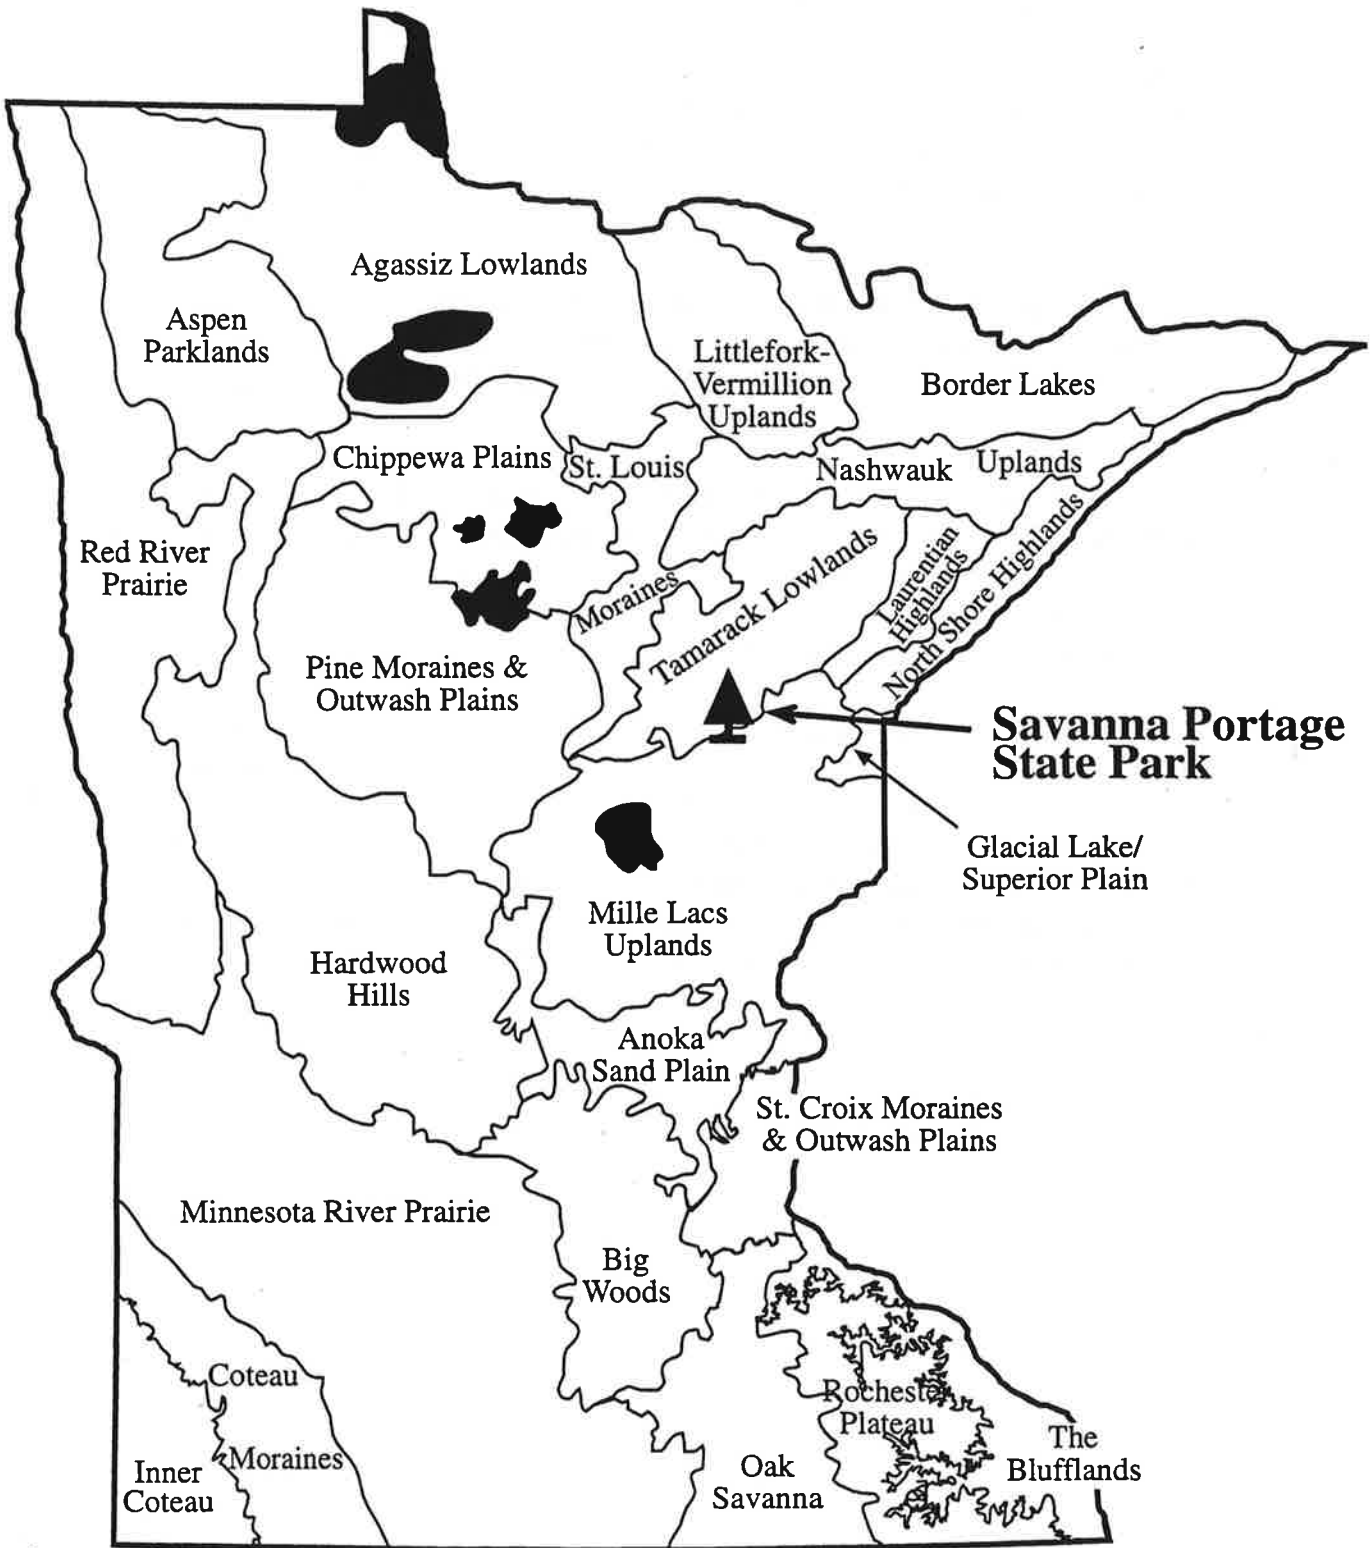 Agassiz Lowlands
Aspen
Parklands
Littlefork-
Vermillion
Uplands
Border Lakes
Chippewa Plains
St. Louis
Moraines
Nashwauk Uplands
Red River
Prairie
Laurentian
Highlands
North Shore Highlands
Tamarack Lowlands
Pine Moraines &
Outwash Plains
Savanna Portage
State Park
Glacial Lake/
Superior Plain
Mille Lacs
Uplands
Hardwood
Hills
Anoka
Sand Plain
St. Croix Moraines
& Outwash Plains
Minnesota River Prairie
Big
Woods
Coteau
Moraines
Inner
Coteau
Rochester
Plateau
The
Blufflands
Oak
Savanna